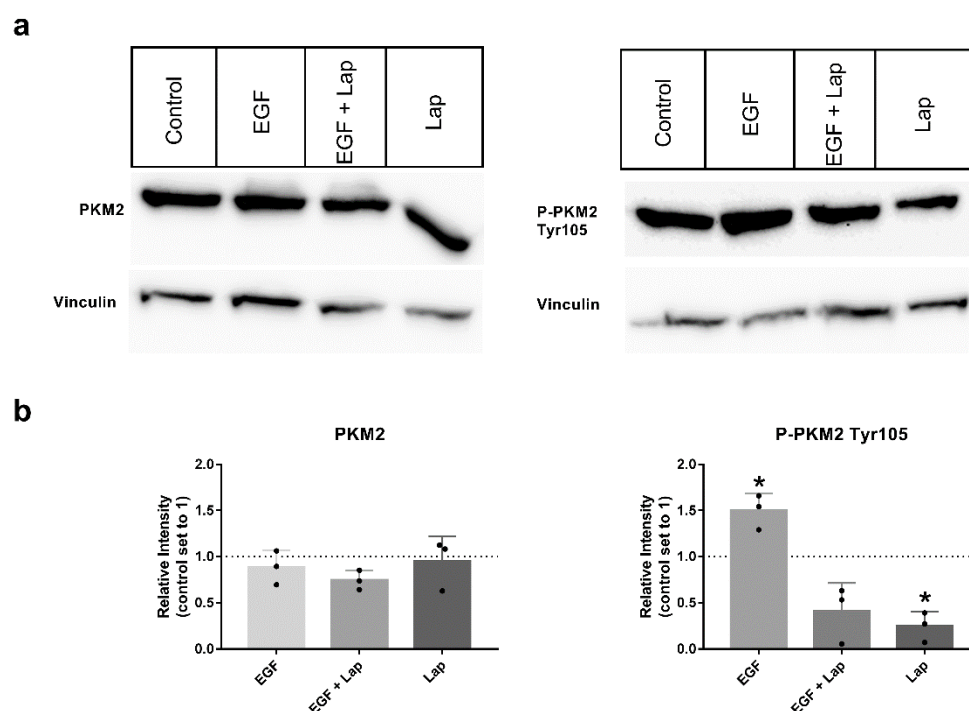 a
Control
EGF
EGF + Lap
Lap
PKM2
Vinculin
Control
EGF
EGF + Lap
Lap
P-PKM2
Tyr105
Vinculin
b
PKM2
Relative Intensity
(control set to 1)
2.0
1.5
1.0
0.5
0.0
EGF
EGF + Lap
Lap
P-PKM2 Tyr105
Relative Intensity
(control set to 1)
2.0
1.5
1.0
0.5
0.0
*
*
EGF
EGF + Lap
Lap